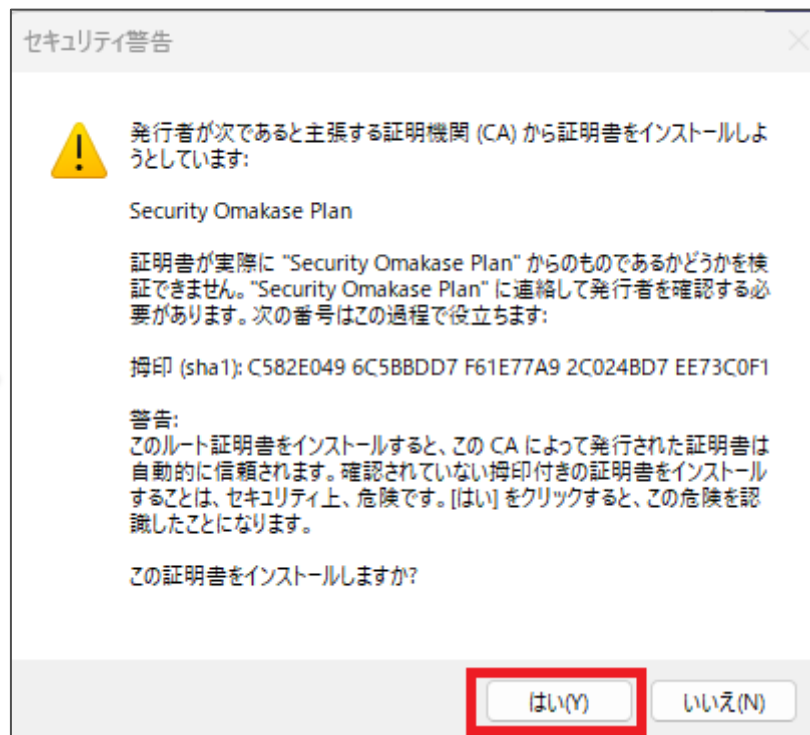 セキュリティ警告
発行者が次であると主張する証明機関 (CA) から証明書をインストールしよ
うとしています:
Security Omakase Plan
証明書が実際に "Security Omakase Plan" からのものであるかどうかを検
証できません。"Security Omakase Plan" に連絡して発行者を確認する必
要があります。次の番号はこの過程で役立ちます:
拇印 (sha1): C582E049 6C5BBDD7 F61E77A9 2C024BD7 EE73C0F1
警告:
このルート証明書をインストールすると、この CA によって発行された証明書は
自動的に信頼されます。確認されていない拇印付きの証明書をインストール
することは、セキュリティ上、危険です。[はい] をクリックすると、この危険を認
識したことになります。
この証明書をインストールしますか?
はい(Y)
いいえ(N)